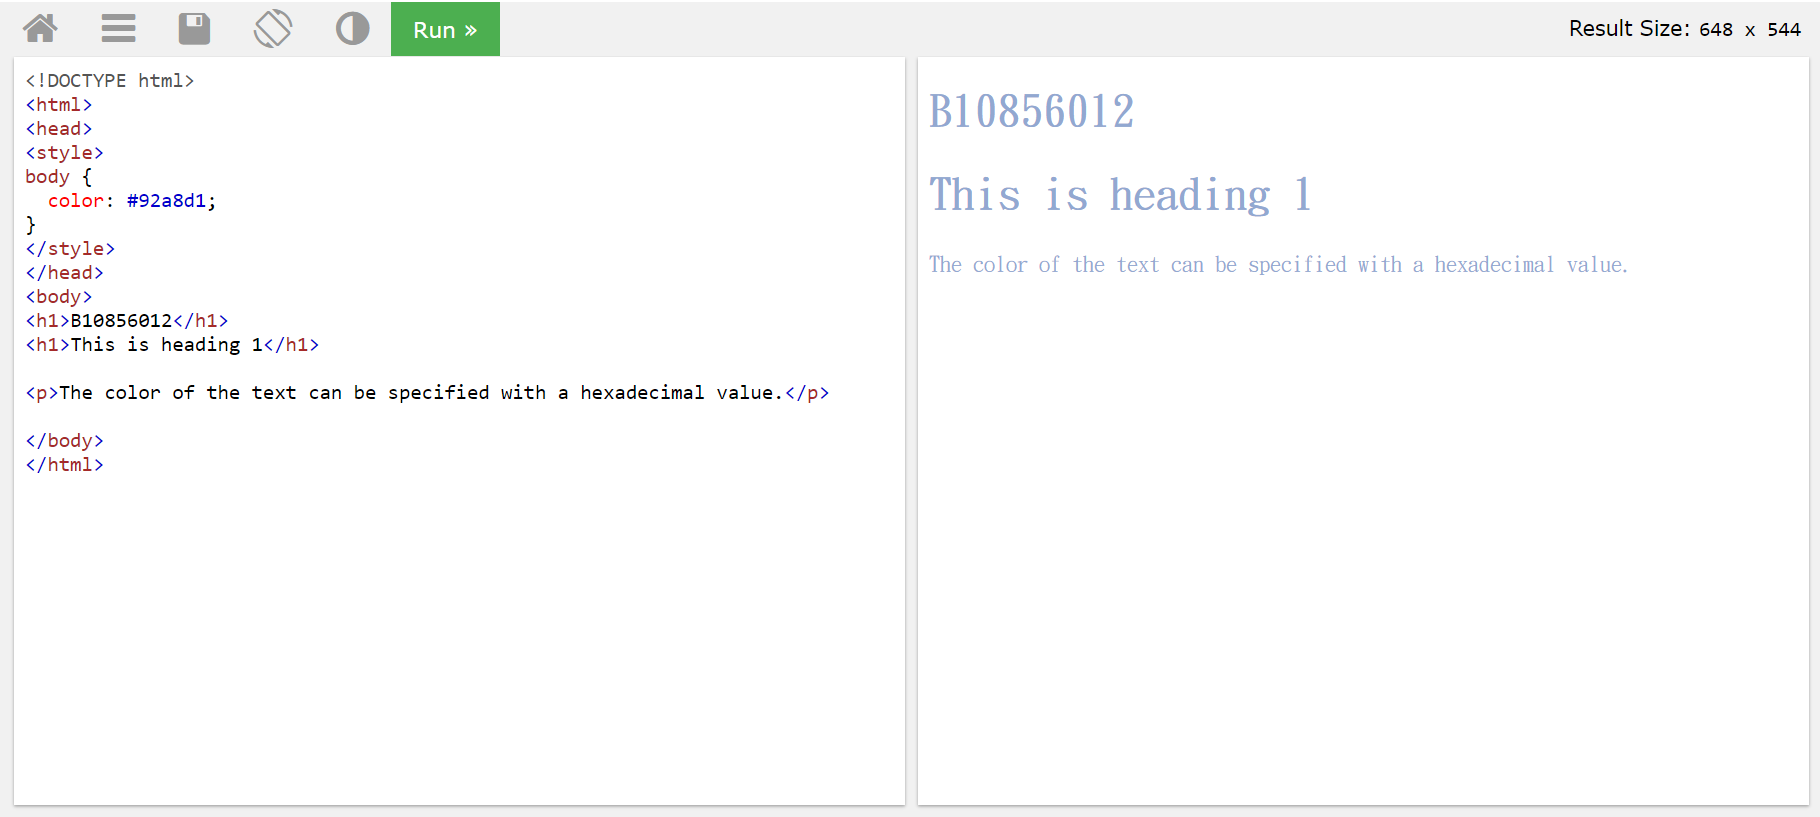 Run »
Result Size: 648 x 544
<!DOCTYPE html>
<html>
<head>
<style>
body {
  color: #92a8d1;
}
</style>
</head>
<body>
<h1>B10856012</h1>
<h1>This is heading 1</h1>
<p>The color of the text can be specified with a hexadecimal value.</p>
</body>
</html>
B10856012
This is heading 1
The color of the text can be specified with a hexadecimal value.